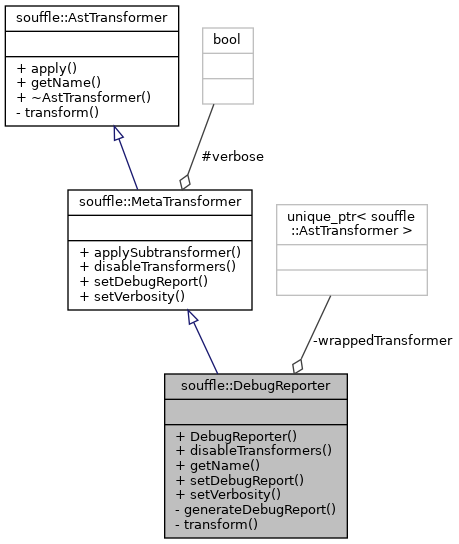 souffle::AstTransformer
+ apply()
+ getName()
+ ~AstTransformer()
- transform()
bool
#verbose
souffle::MetaTransformer
+ applySubtransformer()
+ disableTransformers()
+ setDebugReport()
+ setVerbosity()
unique_ptr< souffle
::AstTransformer >
-wrappedTransformer
souffle::DebugReporter
+ DebugReporter()
+ disableTransformers()
+ getName()
+ setDebugReport()
+ setVerbosity()
- generateDebugReport()
- transform()